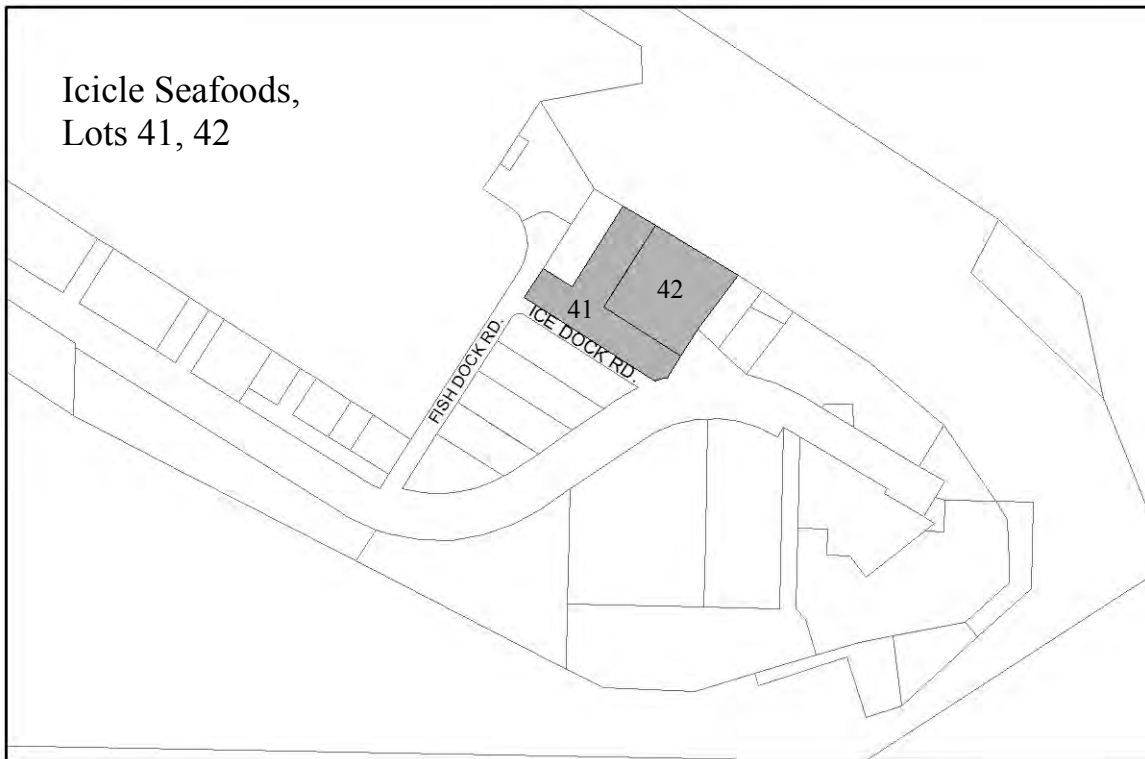 Icicle Seafoods,
Lots 41, 42
42
41
ICE DOCK RD.
FISH DOCK RD.